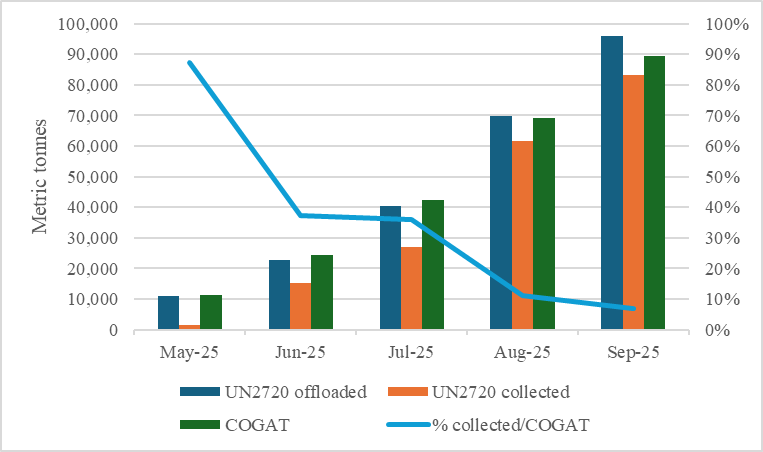 100,000 100%
90,000 90%
80,000 80%
70,000 70%
60,000 60%
50,000 50%
40,000 40%
30,000 30%
20,000 20%
10,000 10%
0 0%
Metric tonnes
May-25 Jun-25 Jul-25 Aug-25 Sep-25
UN2720 offloaded UN2720 collected
COGAT % collected/COGAT